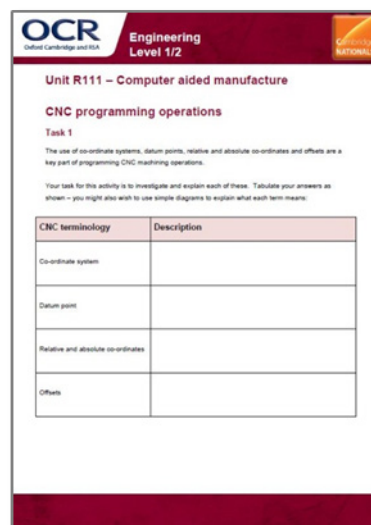 OCR
Oxford Cambridge and RSA
Engineering
Level 1/2
Cambridge
NATIONALS
Unit R111 – Computer aided manufacture
CNC programming operations
Task 1
The use of co-ordinate systems, datum points, relative and absolute co-ordinates and offsets are a
key part of programming CNC machining operations.
Your task for this activity is to investigate and explain each of these. Tabulate your answers as
shown – you might also wish to use simple diagrams to explain what each term means:
CNC terminology Description
Co-ordinate system
Datum point
Relative and absolute co-ordinates
Offsets